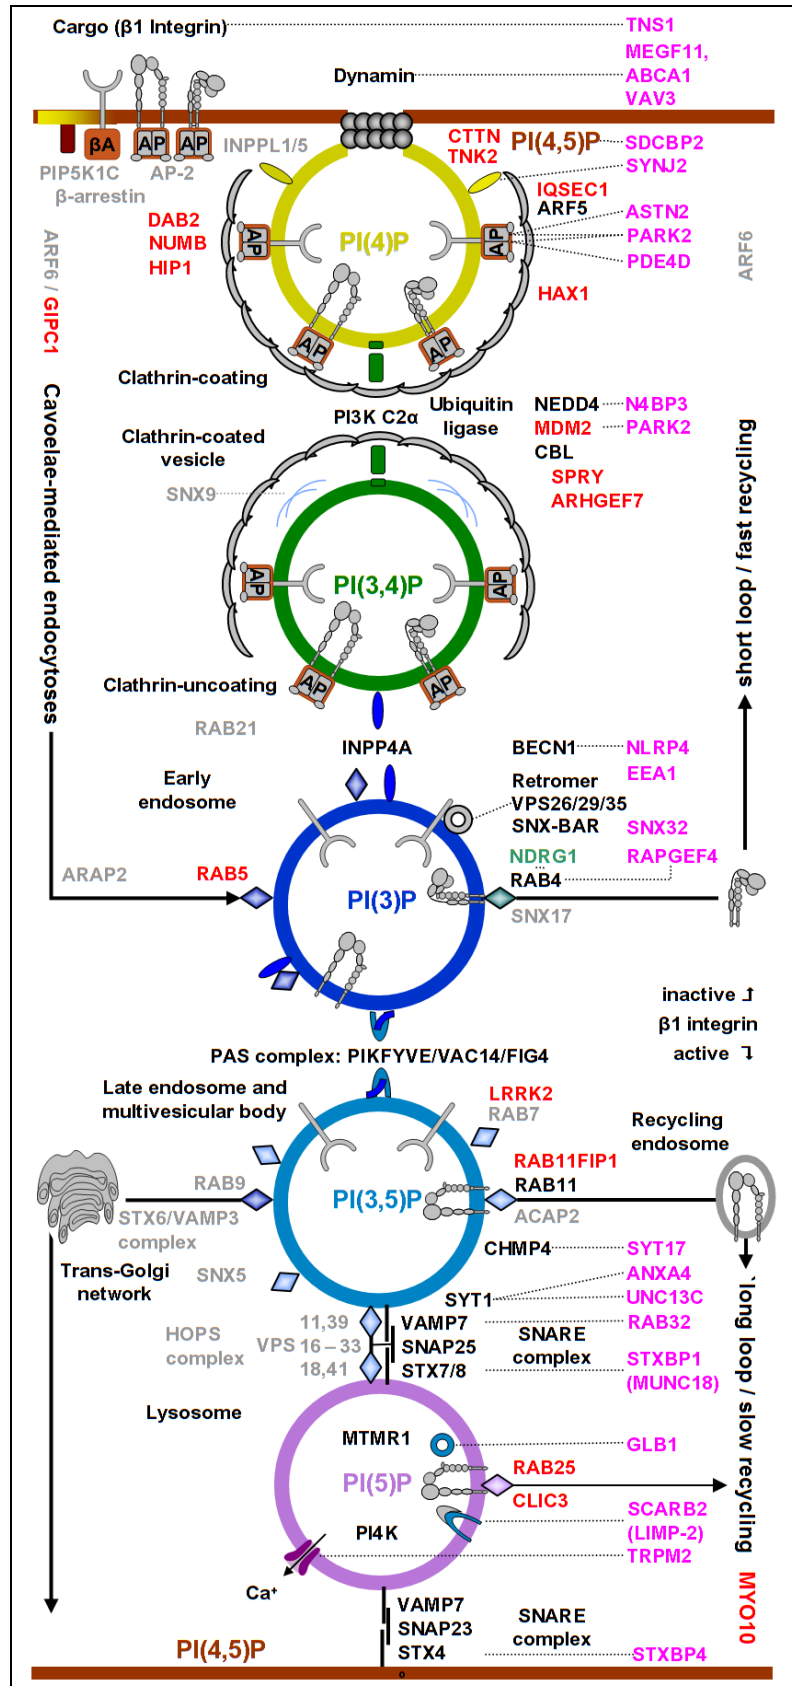 Cargo (β1 Integrin)
TNS1
MEGF11,
Dynamin
ABCA1
VAV3
βA
AP
AP
INPPL1/5
CTTN
TNK2
PI(4,5)P
SDCBP2
SYNJ2
PIP5K1C
AP-2
β-arrestin
IQSEC1
ARF5
DAB2
NUMB
HIP1
AP
PI(4)P
AP
ASTN2
PARK2
PDE4D
ARF6
ARF6 / GIPC1
HAX1
AP
AP
Clathrin-coating
Cavoelae-mediated endocytoses
PI3K C2α
Ubiquitin
ligase
NEDD4
N4BP3
MDM2
PARK2
CBL
SPRY
ARHGEF7
Clathrin-coated
vesicle
SNX9
AP
PI(3,4)P
AP
short loop / fast recycling
AP
AP
Clathrin-uncoating
RAB21
INPP4A
BECN1
NLRP4
EEA1
Early
endosome
Retromer
VPS26/29/35
SNX-BAR
SNX32
NDRG1
RAPGEF4
RAB4
ARAP2
RAB5
PI(3)P
SNX17
inactive
β1 integrin
active
PAS complex: PIKFYVE/VAC14/FIG4
Late endosome and
multivesicular body
LRRK2
RAB7
Recycling
endosome
RAB11FIP1
RAB9
PI(3,5)P
RAB11
STX6/VAMP3
complex
ACAP2
CHMP4
SYT17
Trans-Golgi
network
SNX5
ANXA4
SYT1
UNC13C
HOPS
complex
VPS
11,39
16 – 33
18,41
VAMP7
SNAP25
STX7/8
SNARE
complex
RAB32
STXBP1
(MUNC18)
`long loop / slow recycling MYO10
Lysosome
MTMR1
GLB1
PI(5)P
RAB25
CLIC3
SCARB2
(LIMP-2)
PI4K
TRPM2
Ca⁺
VAMP7
SNAP23
STX4
SNARE
complex
STXBP4
PI(4,5)P